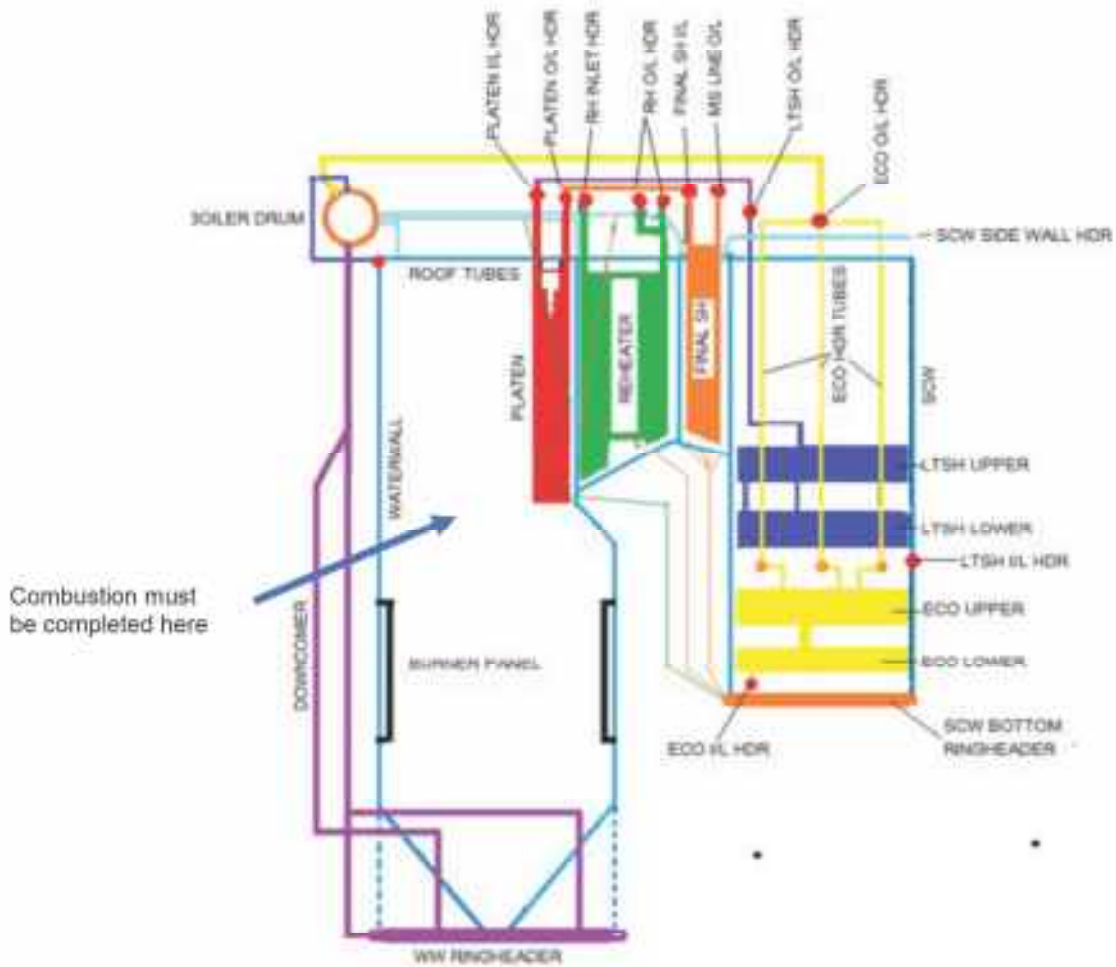 PLATEN I/L HDR
PLATEN O/L HDR
RH INLET HDR
RH O/L HDR
FINAL SH I/L
MS LINE O/L
LTSH O/L HDR
ECO O/L HDR
BOILER DRUM
SCW SIDE WALL HDR
ROOF TUBES
PLATEN
REHEATER
FINAL SH
ECO HGR TUBES
SCW
WATERWALL
LTSH UPPER
LTSH LOWER
LTSH I/L HDR
Combustion must
be completed here
ECO UPPER
DOWNCOMER
BURNER PANEL
ECO LOWER
ECO I/L HDR
SCW BOTTOM
RINGHEADER
WW RINGHEADER